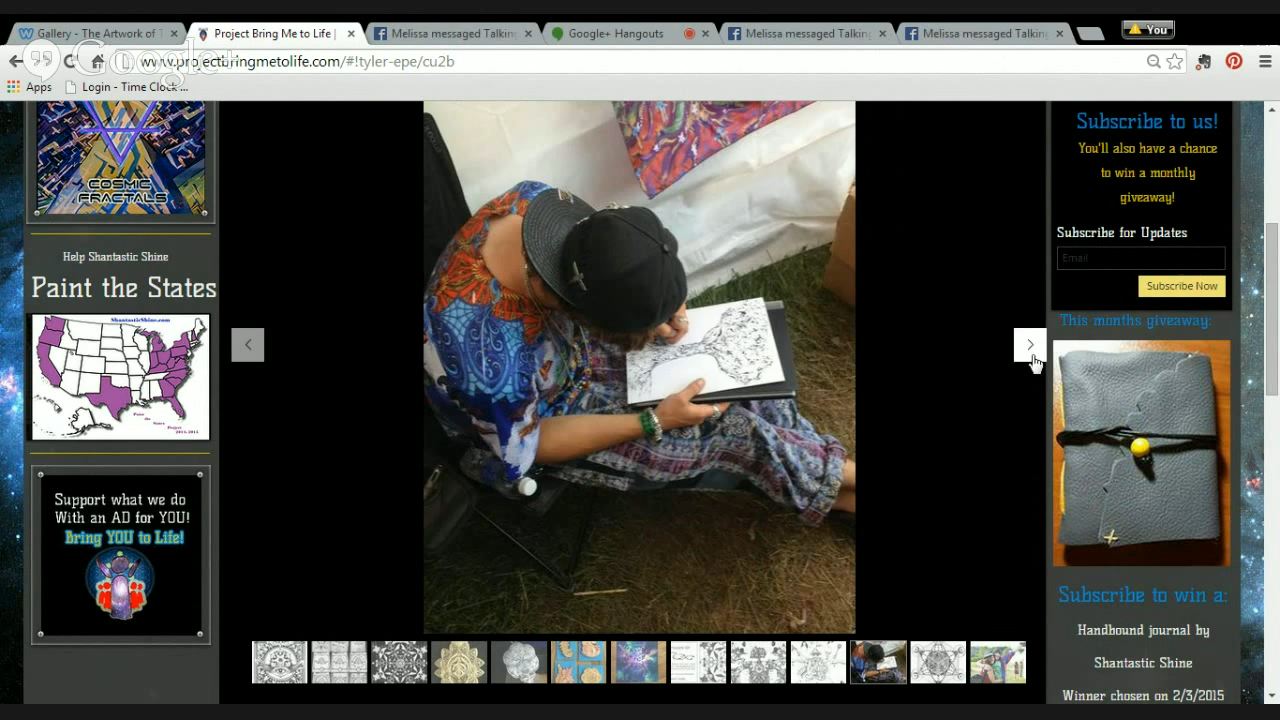 Gallery - The Artwork of T
Project Bring Me to Life |
Melissa messaged Talking
Google+ Hangouts
Melissa messaged Talking
Melissa messaged Talking
You
Google+
www.projectbringmetolife.com/#!tyler-epe/cu2b
Apps
Login - Time Clock ...
COSMIC
FRACTALS
Help Shantastic Shine
Paint the States
ShantasticShine.com
Support what we do
With an AD for YOU!
Bring YOU to Life!
Subscribe to us!
You'll also have a chance
to win a monthly
giveaway!
Subscribe for Updates
Email
Subscribe Now
This months giveaway:
Subscribe to win a:
Handbound journal by
Shantastic Shine
Winner chosen on 2/3/2015